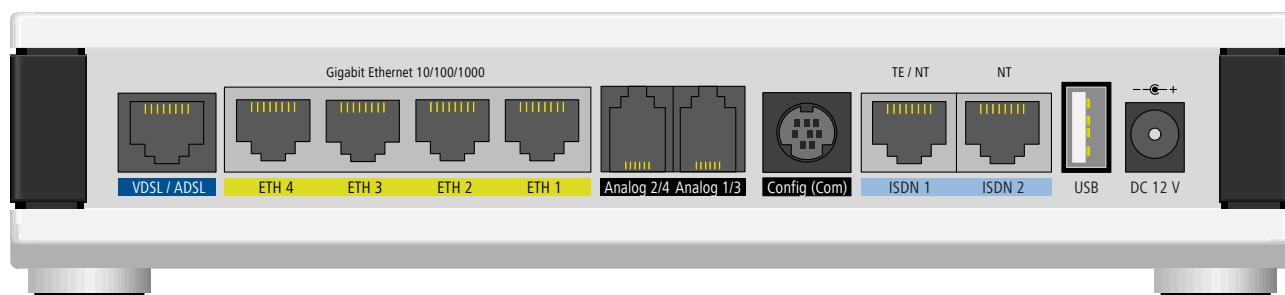 Gigabit Ethernet 10/100/1000
TE / NT
NT
VDSL / ADSL
ETH 4
ETH 3
ETH 2
ETH 1
Analog 2/4
Analog 1/3
Config (Com)
ISDN 1
ISDN 2
USB
DC 12 V